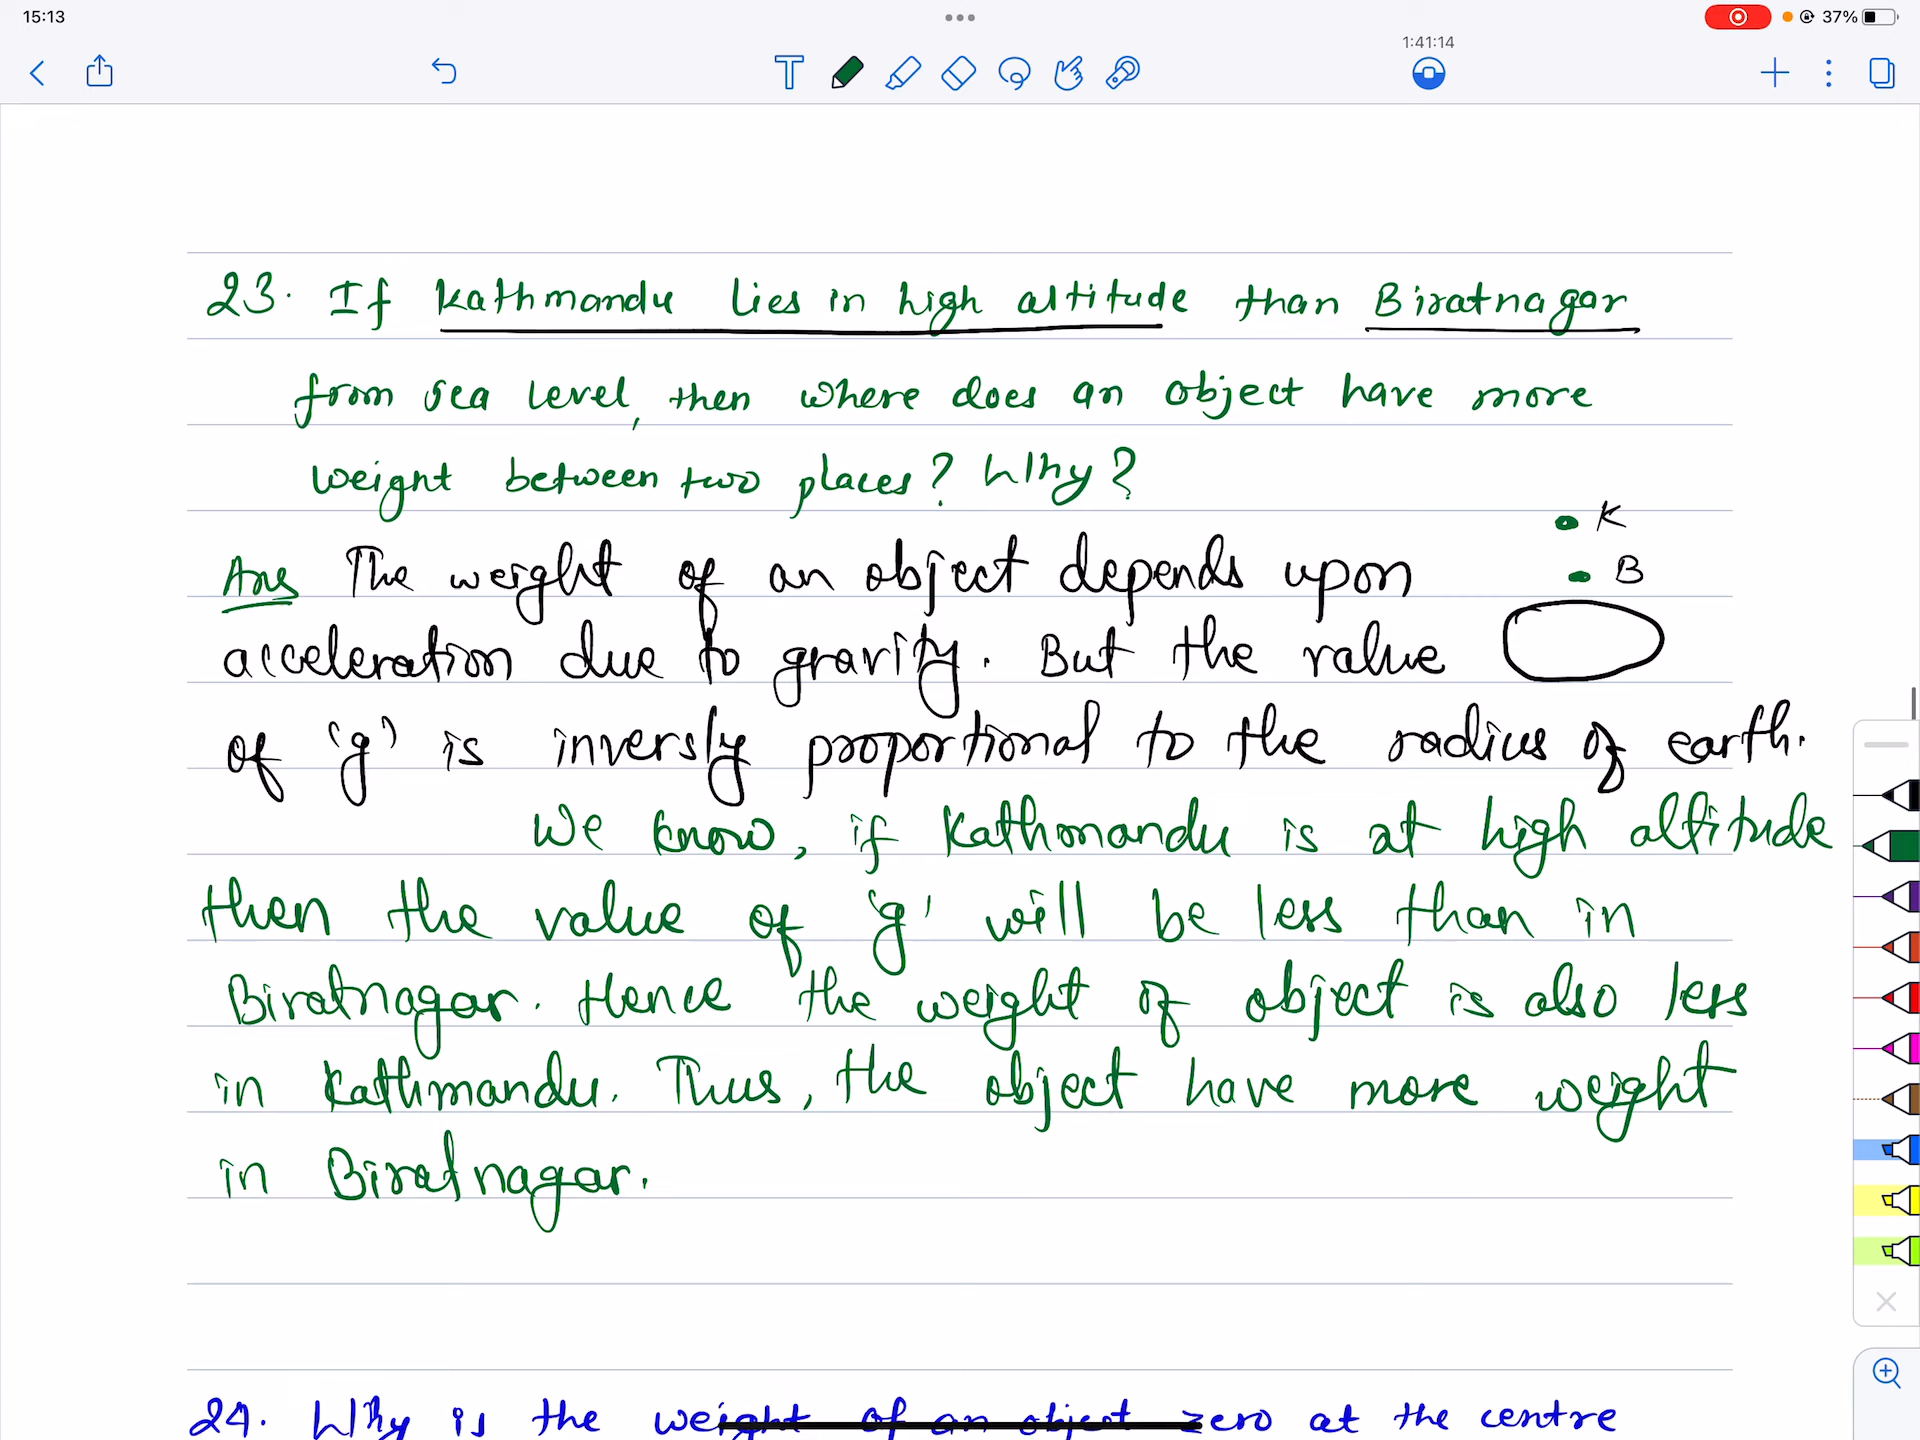 15:13
37%
1:41:14
23. If Kathmandu lies in high altitude than Biratnagar
from sea level, then where does an object have more
weight between two places? Why?
K
B
Ans The weight of an object depends upon
acceleration due to gravity. But the value
of 'g' is inversly proportional to the radius of earth.
We know, if Kathmandu is at high altitude
then the value of 'g' will be less than in
Biratnagar. Hence the weight of object is also less
in Kathmandu. Thus, the object have more weight
in Biratnagar.
24. Why is the weight of an object zero at the centre